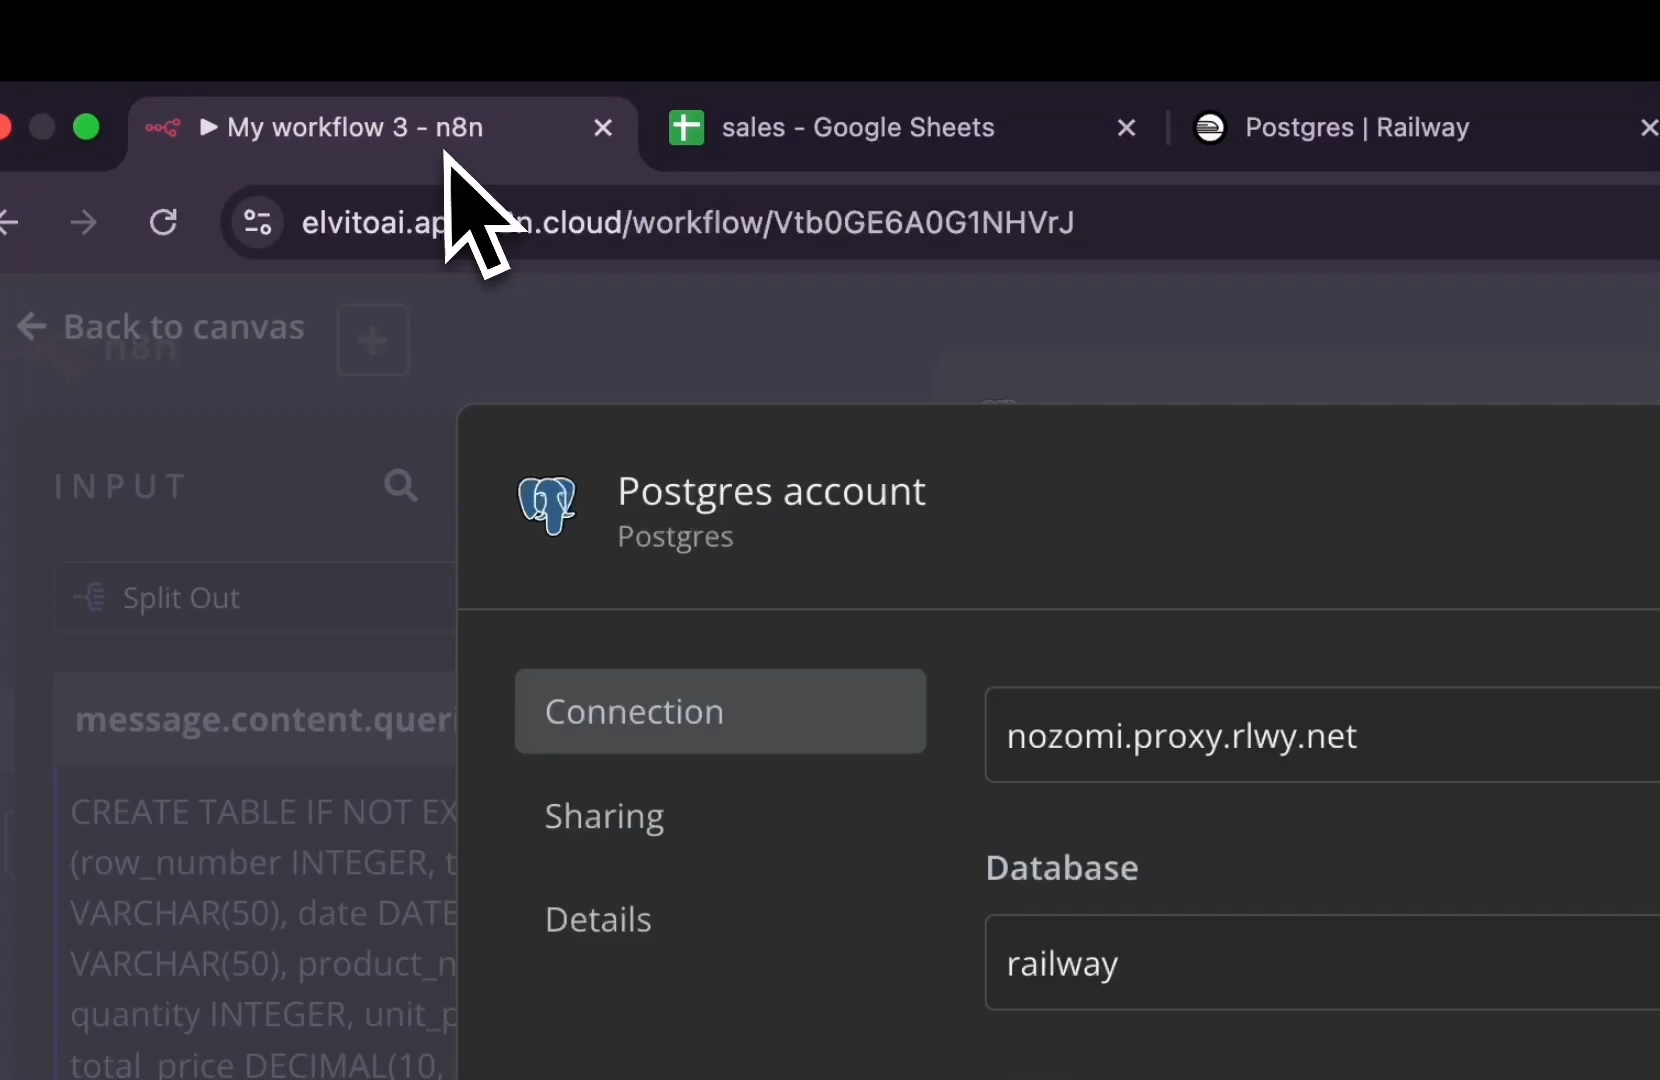 ▶ My workflow 3 - n8n
sales - Google Sheets
Postgres | Railway
elvitoai.ap n.cloud/workflow/Vtb0GE6A0G1NHVrJ
Back to canvas
n8n
INPUT
Split Out
message.content.queri
CREATE TABLE IF NOT EX
(row_number INTEGER, t
VARCHAR(50), date DATE
VARCHAR(50), product_n
quantity INTEGER, unit_p
total_price DECIMAL(10,
Postgres account
Postgres
Connection
Sharing
Details
nozomi.proxy.rlwy.net
Database
railway